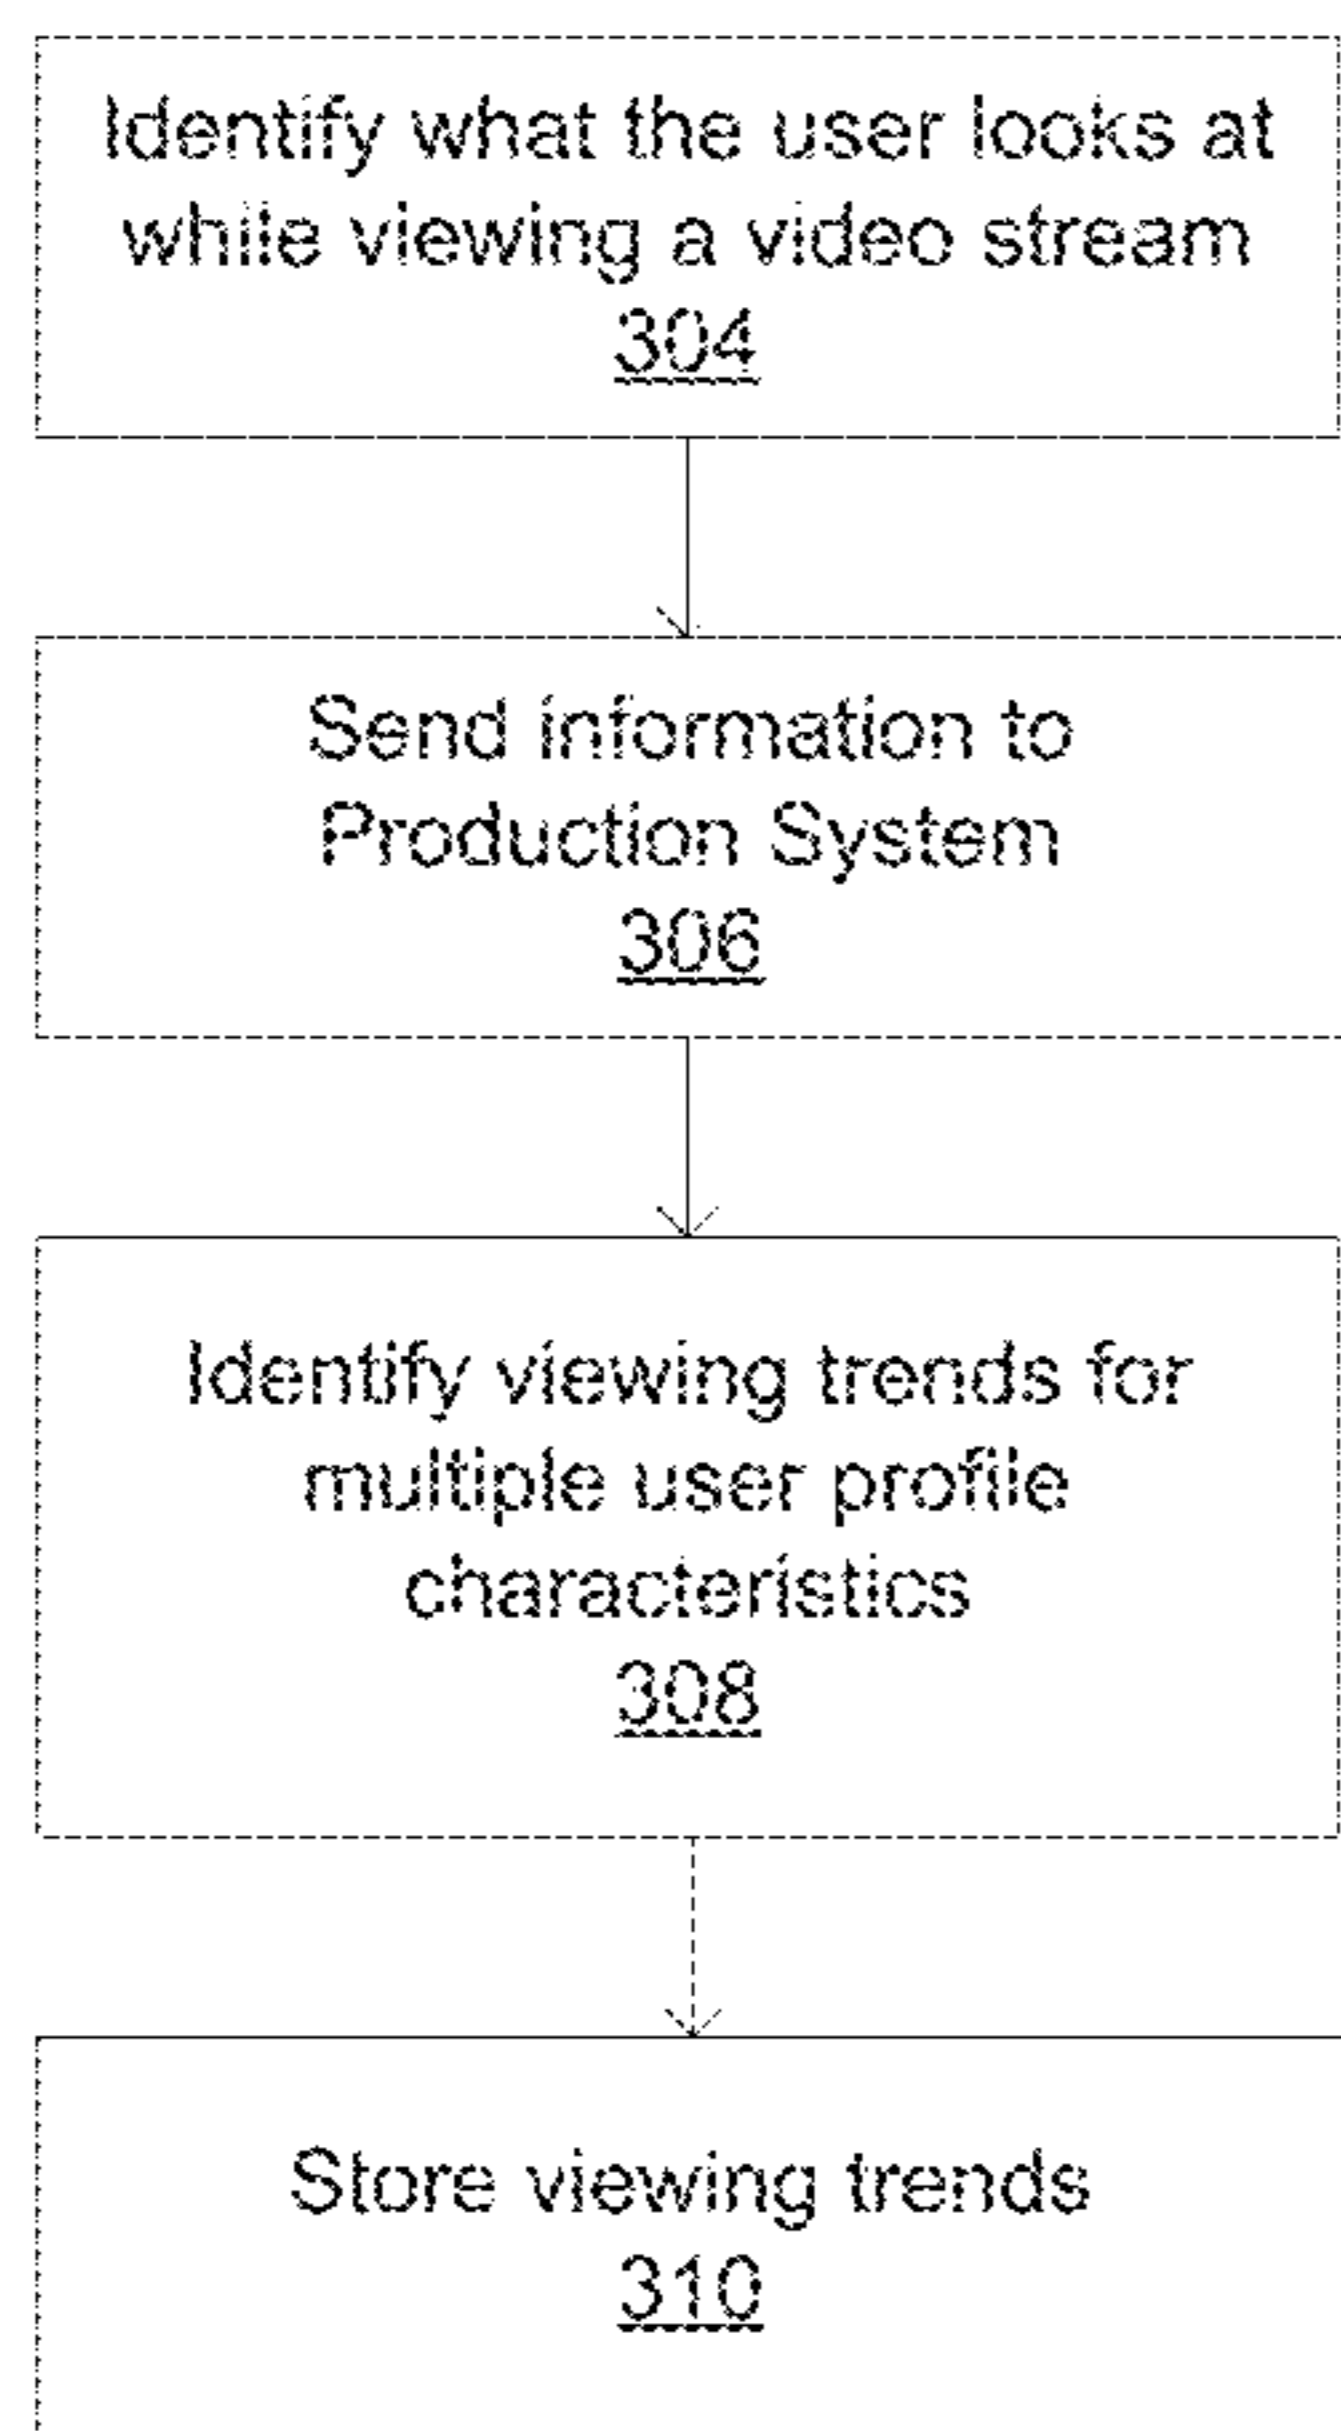 Identify what the user looks at
while viewing a video stream
304
Send information to
Production System
306
Identify viewing trends for
multiple user profile
characteristics
308
Store viewing trends
310